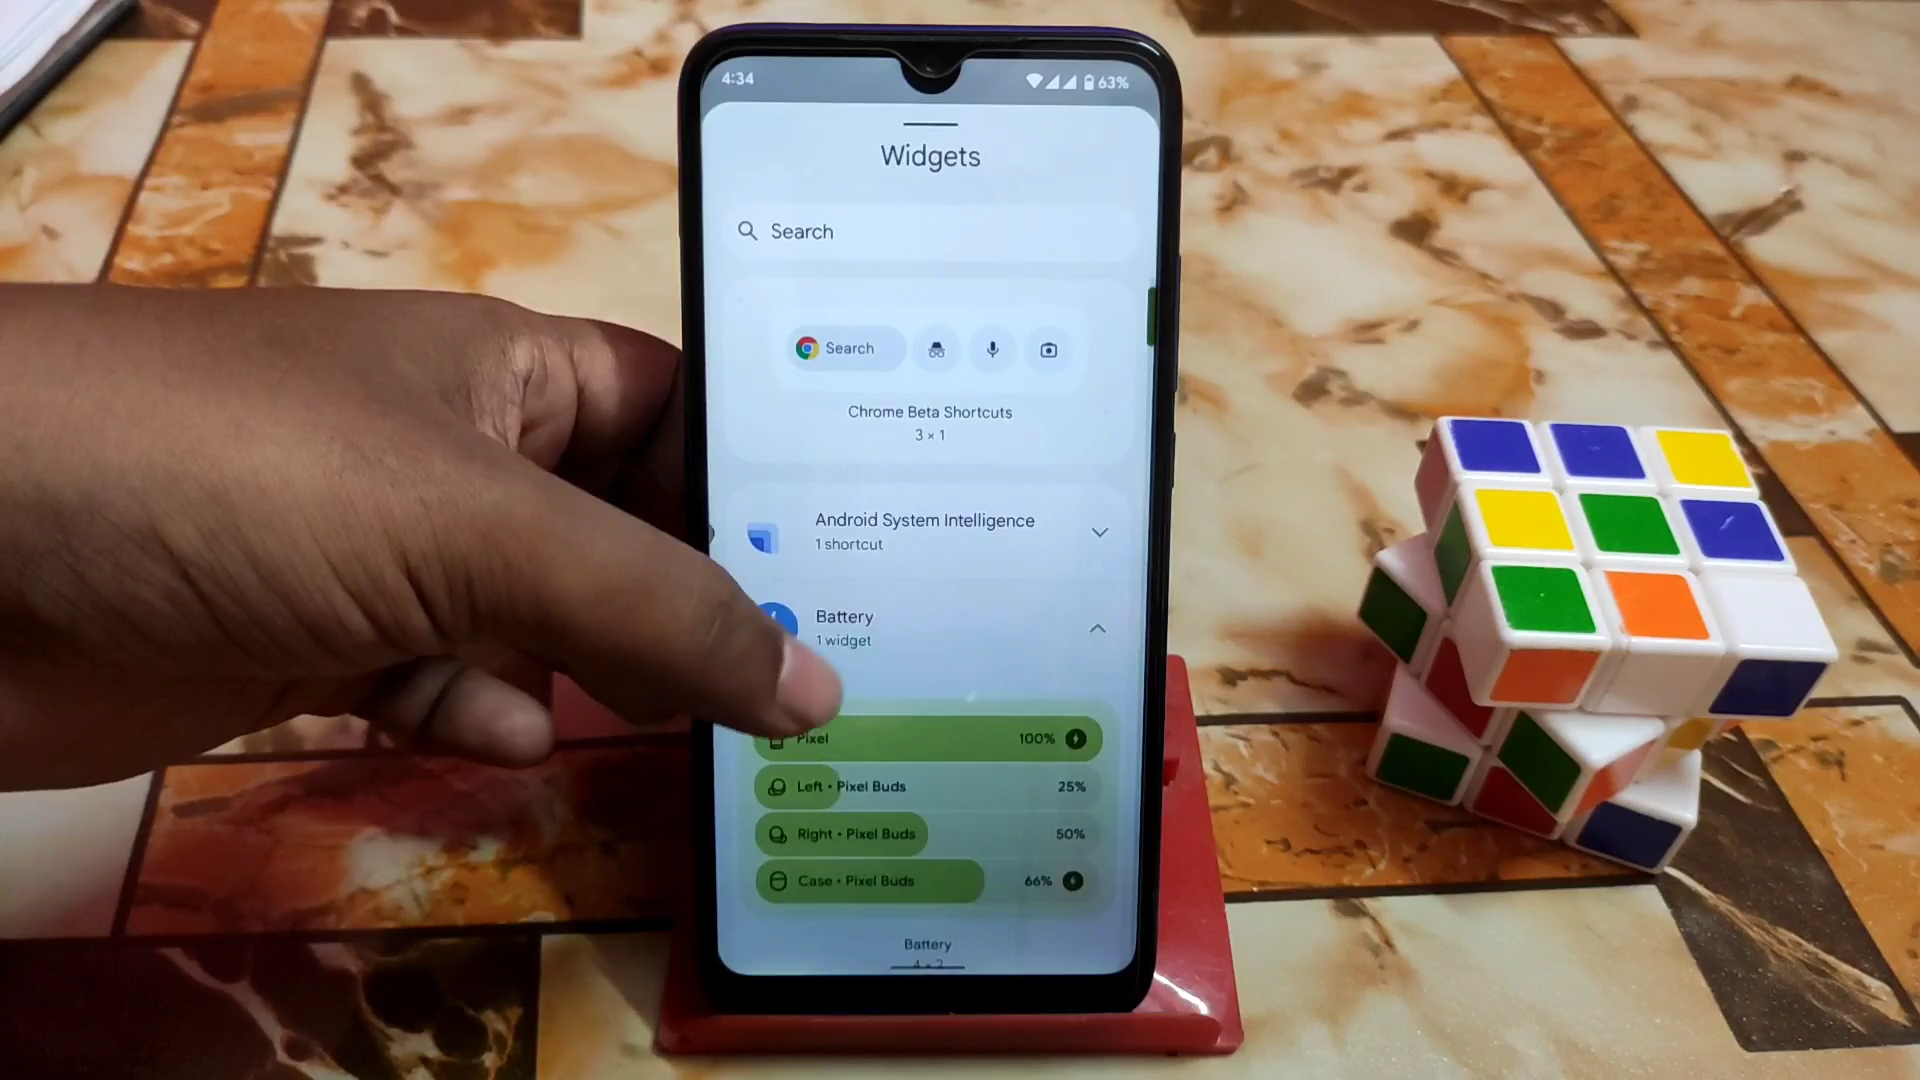 4:34
63%
Widgets
Search
Search
Chrome Beta Shortcuts
3 × 1
Android System Intelligence
1 shortcut
Battery
1 widget
Pixel 100%
Left • Pixel Buds 25%
Right • Pixel Buds 50%
Case • Pixel Buds 66%
Battery